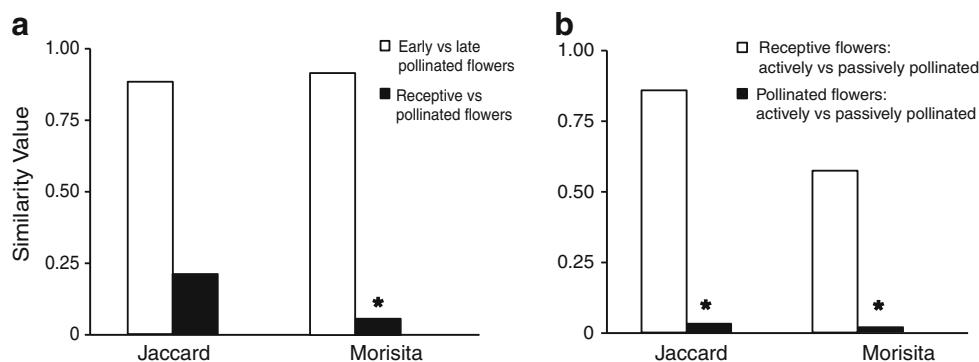 a
1.00
0.75
0.50
0.25
0
Similarity Value
Early vs late
pollinated flowers
Receptive vs
pollinated flowers
*
Jaccard
Morisita
b
1.00
0.75
0.50
0.25
0
Receptive flowers:
actively vs passively pollinated
Pollinated flowers:
actively vs passively pollinated
*
*
Jaccard
Morisita